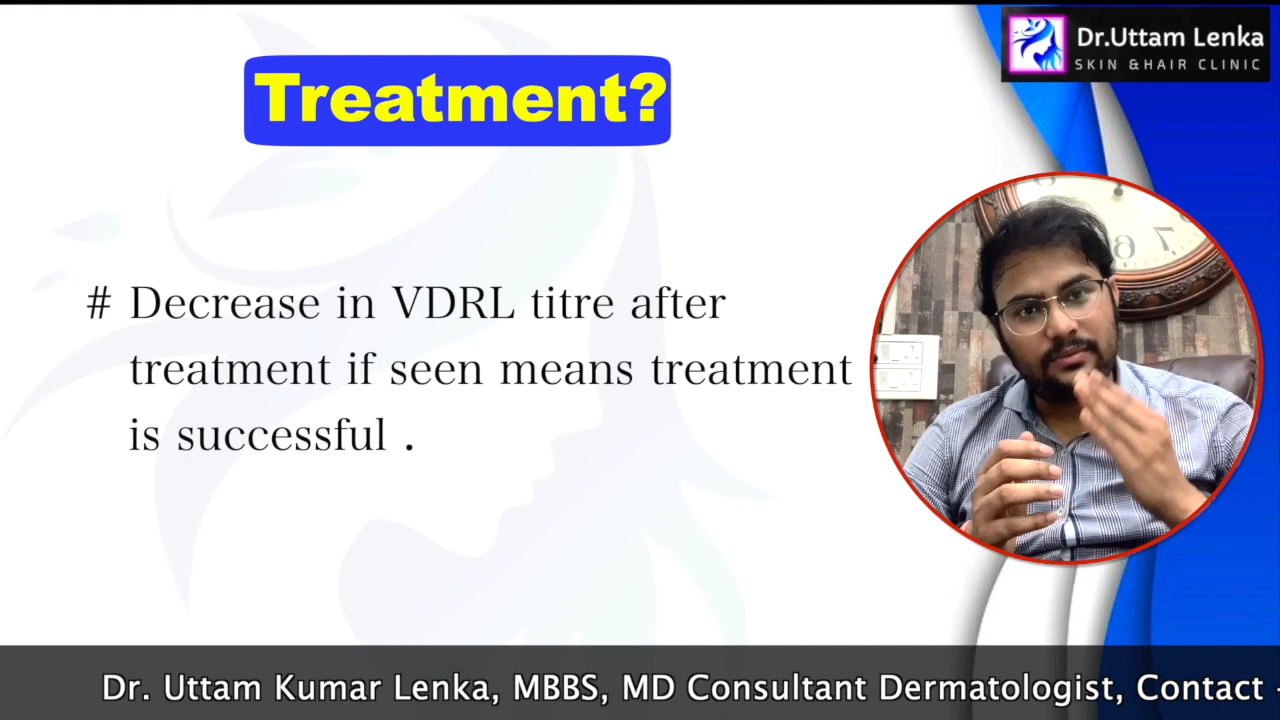 Treatment?
Dr.Uttam Lenka
SKIN & HAIR CLINIC
# Decrease in VDRL titre after
treatment if seen means treatment
is successful .
Dr. Uttam Kumar Lenka, MBBS, MD Consultant Dermatologist, Contact